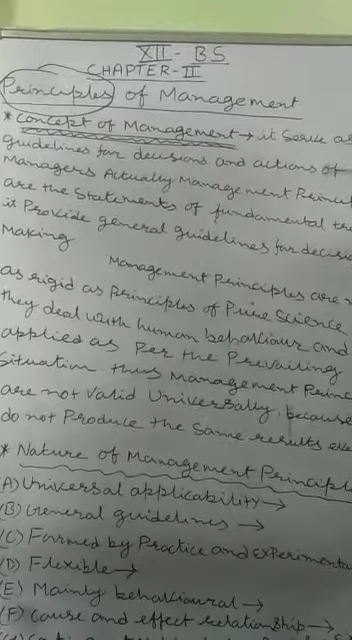 XII - BS
CHAPTER-II
Principles of Management
* Concept of Management → it serve as
guidelines for decisions and actions of
Managers Actually Management Princi
are the Statements of fundamental tru
it Provide general guidelines for decisio
Making
Management Principles are n
as rigid as Principles of Pure Science
they deal with human behaviour and
applied as Per the Prevailing
Situation thus Management Princ
are not valid Universally, because
do not Produce the same results eve
* Nature of Management Principle
(A) Universal applicability →
(B) General guidelines →
(C) Formed by Practice and experimenta
(D) Flexible →
(E) Mainly behavioural →
(F) Cause and effect relationship →